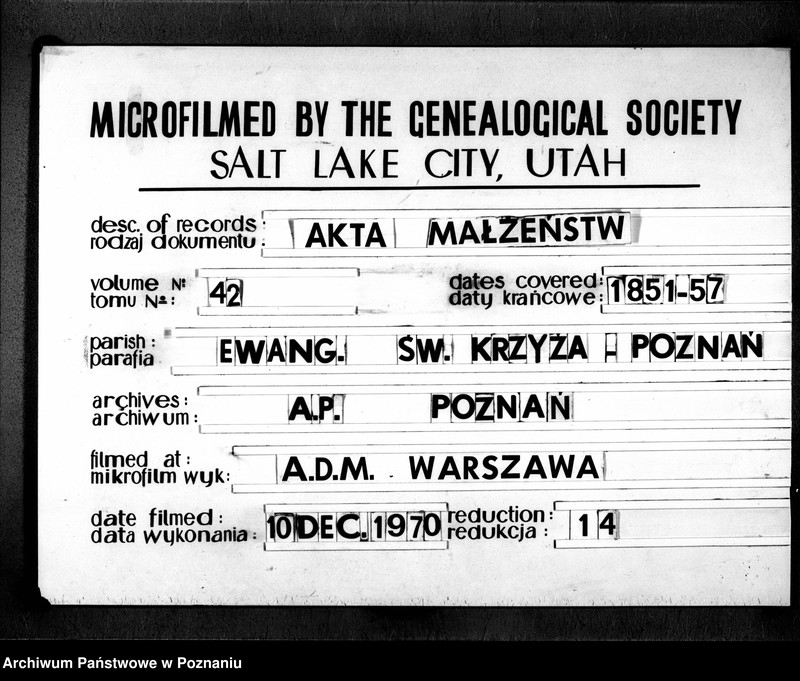 MICROFILMED BY THE GENEALOGICAL SOCIETY
SALT LAKE CITY, UTAH
desc. of records :
rodzaj dokumentu : AKTA MAŁŻEŃSTW
volume № :
tomu № : 42
dates covered :
daty krańcowe : 1851-57
parish :
parafia EWANG. ŚW. KRZYŻA - POZNAŃ
archives :
archiwum : A.P. POZNAŃ
filmed at :
mikrofilm wyk : A.D.M. WARSZAWA
date filmed :
data wykonania : 10 DEC. 1970
reduction :
redukcja : 14
Archiwum Państwowe w Poznaniu